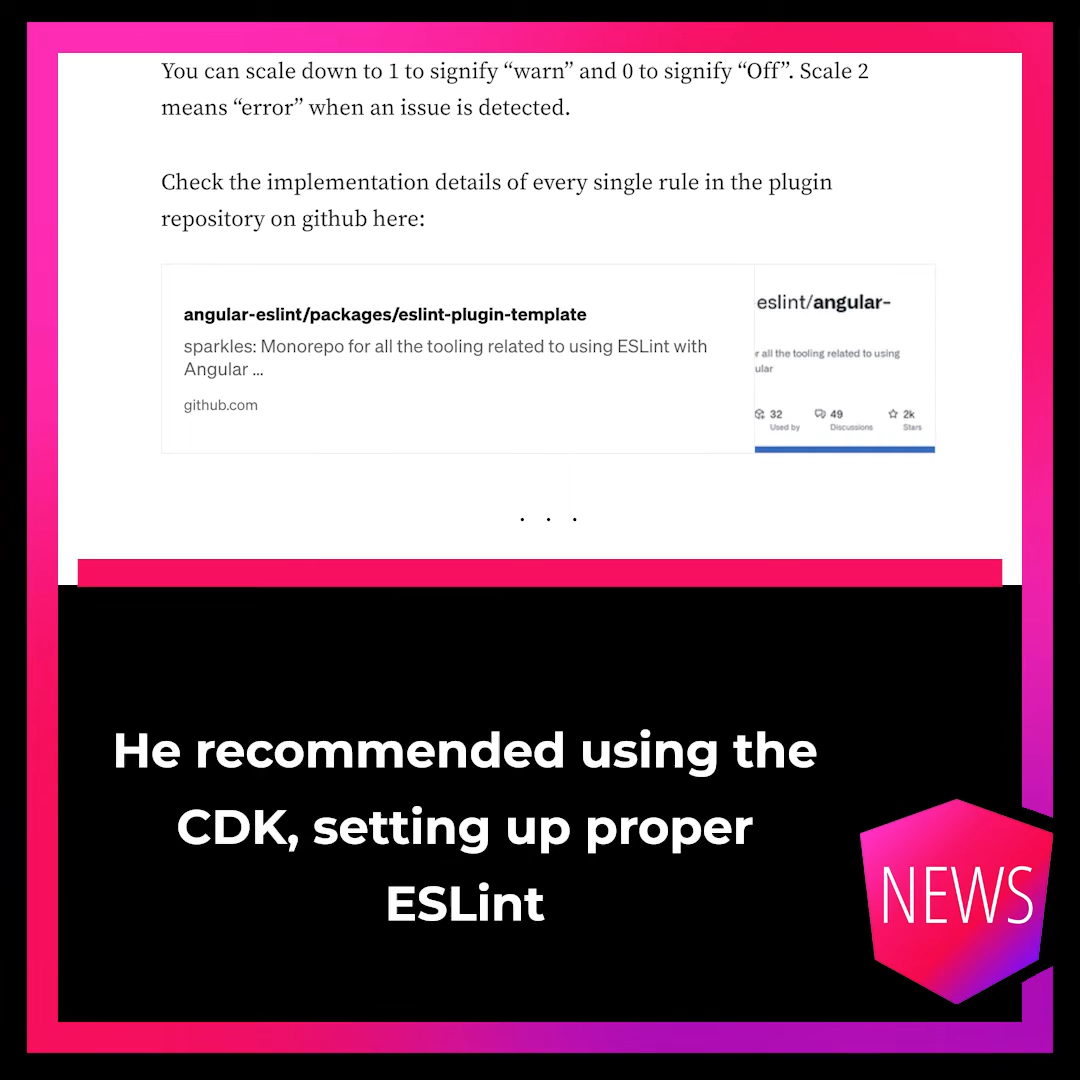 You can scale down to 1 to signify “warn” and 0 to signify “Off”. Scale 2
means “error” when an issue is detected.
Check the implementation details of every single rule in the plugin
repository on github here:
angular-eslint/packages/eslint-plugin-template
sparkles: Monorepo for all the tooling related to using ESLint with
Angular ...
github.com
eslint/angular-
r all the tooling related to using
ular
32 49 2k
Used by Discussions Stars
. . .
He recommended using the
CDK, setting up proper
ESLint
NEWS